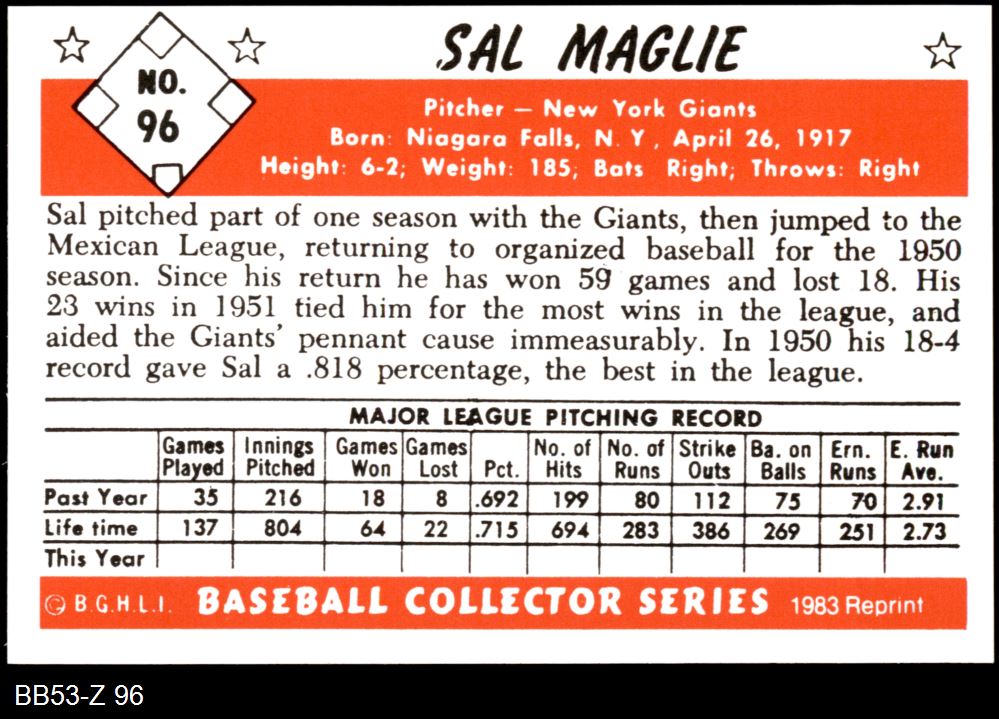 NO.
96
SAL MAGLIE
Pitcher — New York Giants
Born: Niagara Falls, N. Y., April 26, 1917
Height: 6-2; Weight: 185; Bats Right; Throws: Right
Sal pitched part of one season with the Giants, then jumped to the
Mexican League, returning to organized baseball for the 1950
season. Since his return he has won 59 games and lost 18. His
23 wins in 1951 tied him for the most wins in the league, and
aided the Giants' pennant cause immeasurably. In 1950 his 18-4
record gave Sal a .818 percentage, the best in the league.
MAJOR LEAGUE PITCHING RECORD
Games Innings Games Games No. of No. of Strike Ba. on Ern. E. Run
Played Pitched Won Lost Pct. Hits Runs Outs Balls Runs Ave.
Past Year 35 216 18 8 .692 199 80 112 75 70 2.91
Life time 137 804 64 22 .715 694 283 386 269 251 2.73
This Year
© B.G.H.L.I. BASEBALL COLLECTOR SERIES 1983 Reprint
BB53-Z 96